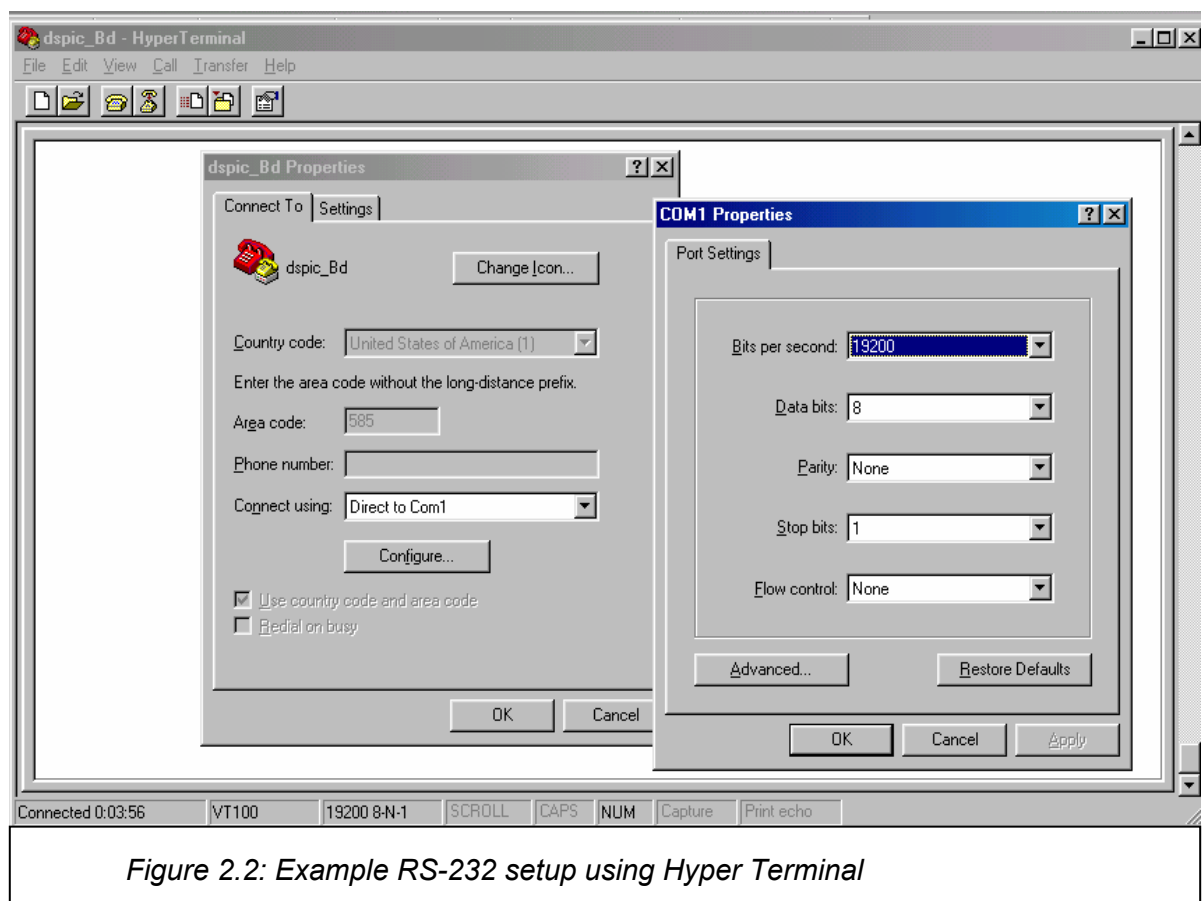 dspic_Bd - HyperTerminal
File Edit View Call Transfer Help
dspic_Bd Properties
Connect To Settings
dspic_Bd
Change Icon...
Country code: United States of America (1)
Enter the area code without the long-distance prefix.
Area code: 585
Phone number:
Connect using: Direct to Com1
Configure...
Use country code and area code
Redial on busy
OK Cancel
COM1 Properties
Port Settings
Bits per second: 19200
Data bits: 8
Parity: None
Stop bits: 1
Flow control: None
Advanced... Restore Defaults
OK Cancel Apply
Connected 0:03:56 VT100 19200 8-N-1 SCROLL CAPS NUM Capture Print echo
Figure 2.2: Example RS-232 setup using Hyper Terminal